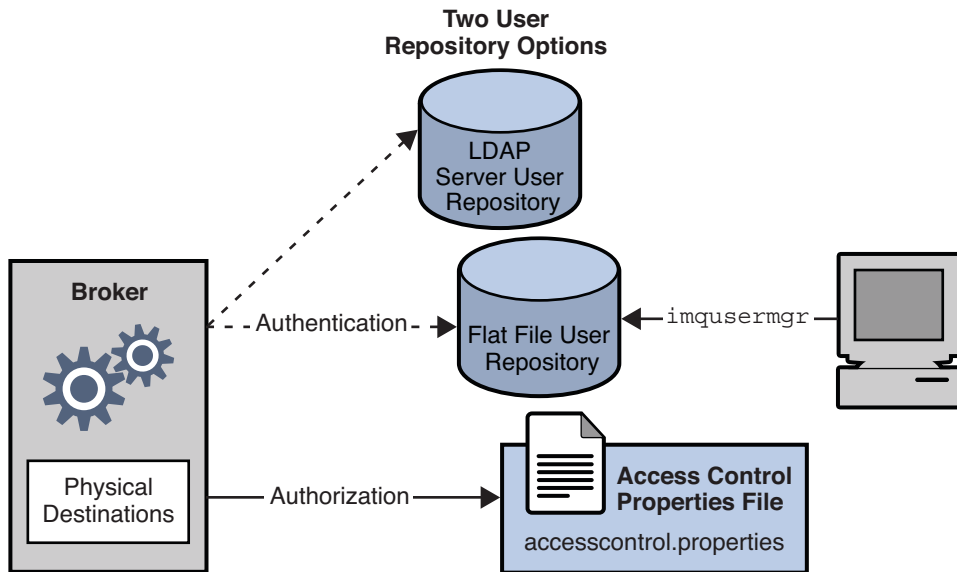 Two User
Repository Options
LDAP
Server User
Repository
Broker
Authentication
Flat File User
Repository
imqusermgr
Physical
Destinations
Authorization
Access Control
Properties File
accesscontrol.properties